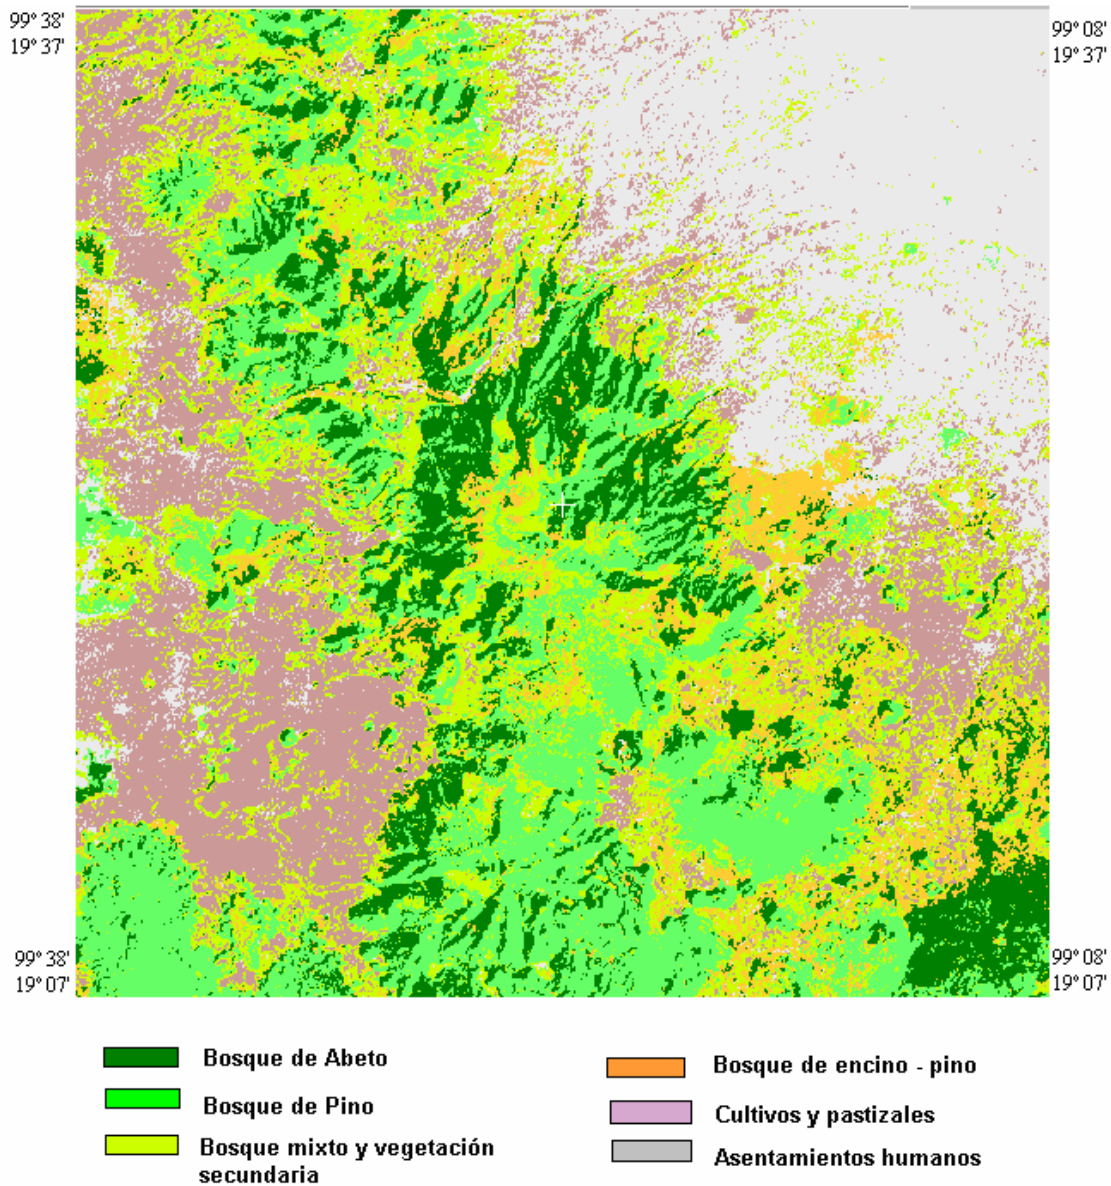 99° 38'
19° 37'
99° 08'
19° 37'
99° 38'
19° 07'
99° 08'
19° 07'
Bosque de Abeto
Bosque de Pino
Bosque mixto y vegetación
secundaria
Bosque de encino - pino
Cultivos y pastizales
Asentamientos humanos